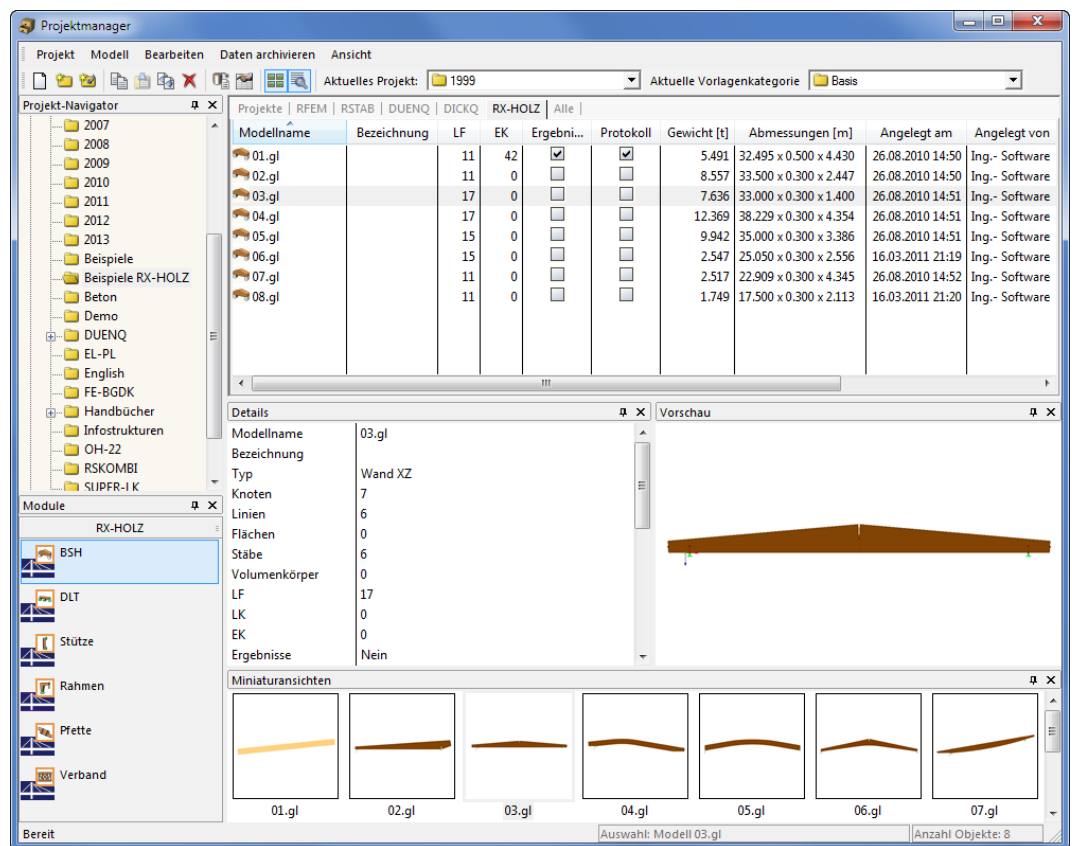 Projektmanager
Projekt Modell Bearbeiten Daten archivieren Ansicht
Aktuelles Projekt: 1999 Aktuelle Vorlagenkategorie Basis
Projekt-Navigator
2007
2008
2009
2010
2011
2012
2013
Beispiele
Beispiele RX-HOLZ
Beton
Demo
DUENQ
EL-PL
English
FE-BGDK
Handbücher
Infostrukturen
OH-22
RSKOMBI
SUPER-LK
Projekte | RFEM | RSTAB | DUENQ | DICKQ RX-HOLZ Alle |
Modellname Bezeichnung LF EK Ergebni... Protokoll Gewicht [t] Abmessungen [m] Angelegt am Angelegt von
01.gl 11 42 5.491 32.495 x 0.500 x 4.430 26.08.2010 14:50 Ing.- Software
02.gl 11 0 8.557 33.500 x 0.300 x 2.447 26.08.2010 14:50 Ing.- Software
03.gl 17 0 7.636 33.000 x 0.300 x 1.400 26.08.2010 14:51 Ing.- Software
04.gl 17 0 12.369 38.229 x 0.300 x 4.354 26.08.2010 14:51 Ing.- Software
05.gl 15 0 9.942 35.000 x 0.300 x 3.386 26.08.2010 14:51 Ing.- Software
06.gl 15 0 2.547 25.050 x 0.300 x 2.556 16.03.2011 21:19 Ing.- Software
07.gl 11 0 2.517 22.909 x 0.300 x 4.345 26.08.2010 14:52 Ing.- Software
08.gl 11 0 1.749 17.500 x 0.300 x 2.113 16.03.2011 21:20 Ing.- Software
Details
Modellname 03.gl
Bezeichnung
Typ Wand XZ
Knoten 7
Linien 6
Flächen 0
Stäbe 6
Volumenkörper 0
LF 17
LK 0
EK 0
Ergebnisse Nein
Vorschau
Module
RX-HOLZ
BSH
DLT
Stütze
Rahmen
Pfette
Verband
Miniaturansichten
01.gl 02.gl 03.gl 04.gl 05.gl 06.gl 07.gl
Bereit Auswahl: Modell 03.gl Anzahl Objekte: 8